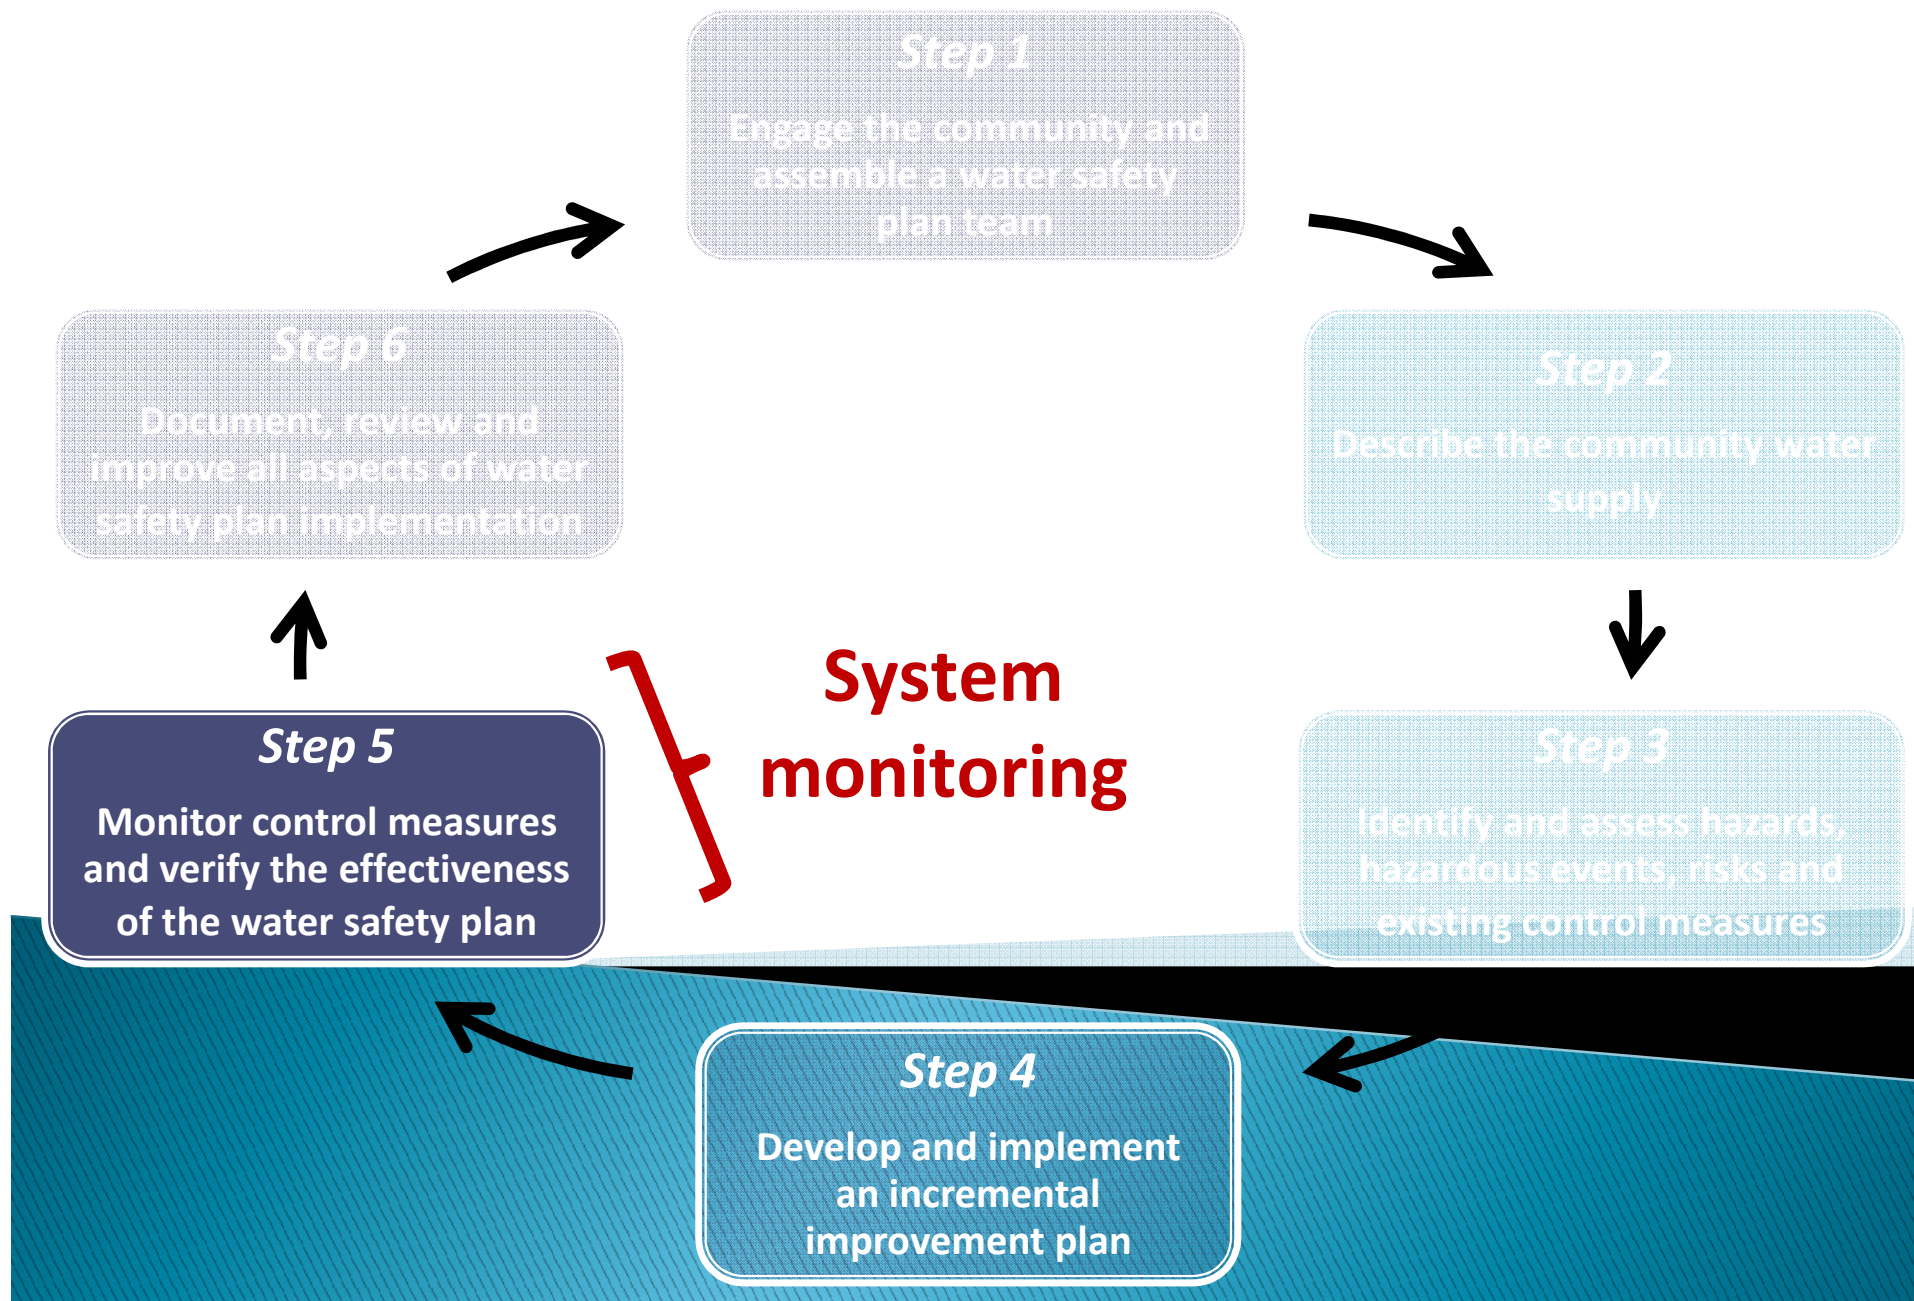 Step 1
Engage the community and
assemble a water safety
plan team
Step 2
Describe the community water
supply
Step 3
Identify and assess hazards,
hazardous events, risks and
existing control measures
Step 4
Develop and implement
an incremental
improvement plan
Step 5
Monitor control measures
and verify the effectiveness
of the water safety plan
Step 6
Document, review and
improve all aspects of water
safety plan implementation
System
monitoring